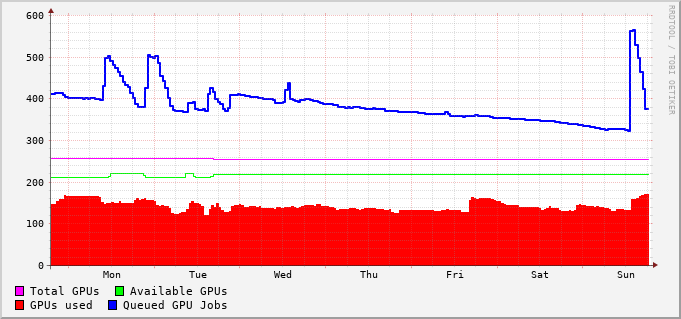 RRDTOOL / TOBI OETIKER
600
500
400
300
200
100
0
Mon Tue Wed Thu Fri Sat Sun
Total GPUs Available GPUs
GPUs used Queued GPU Jobs